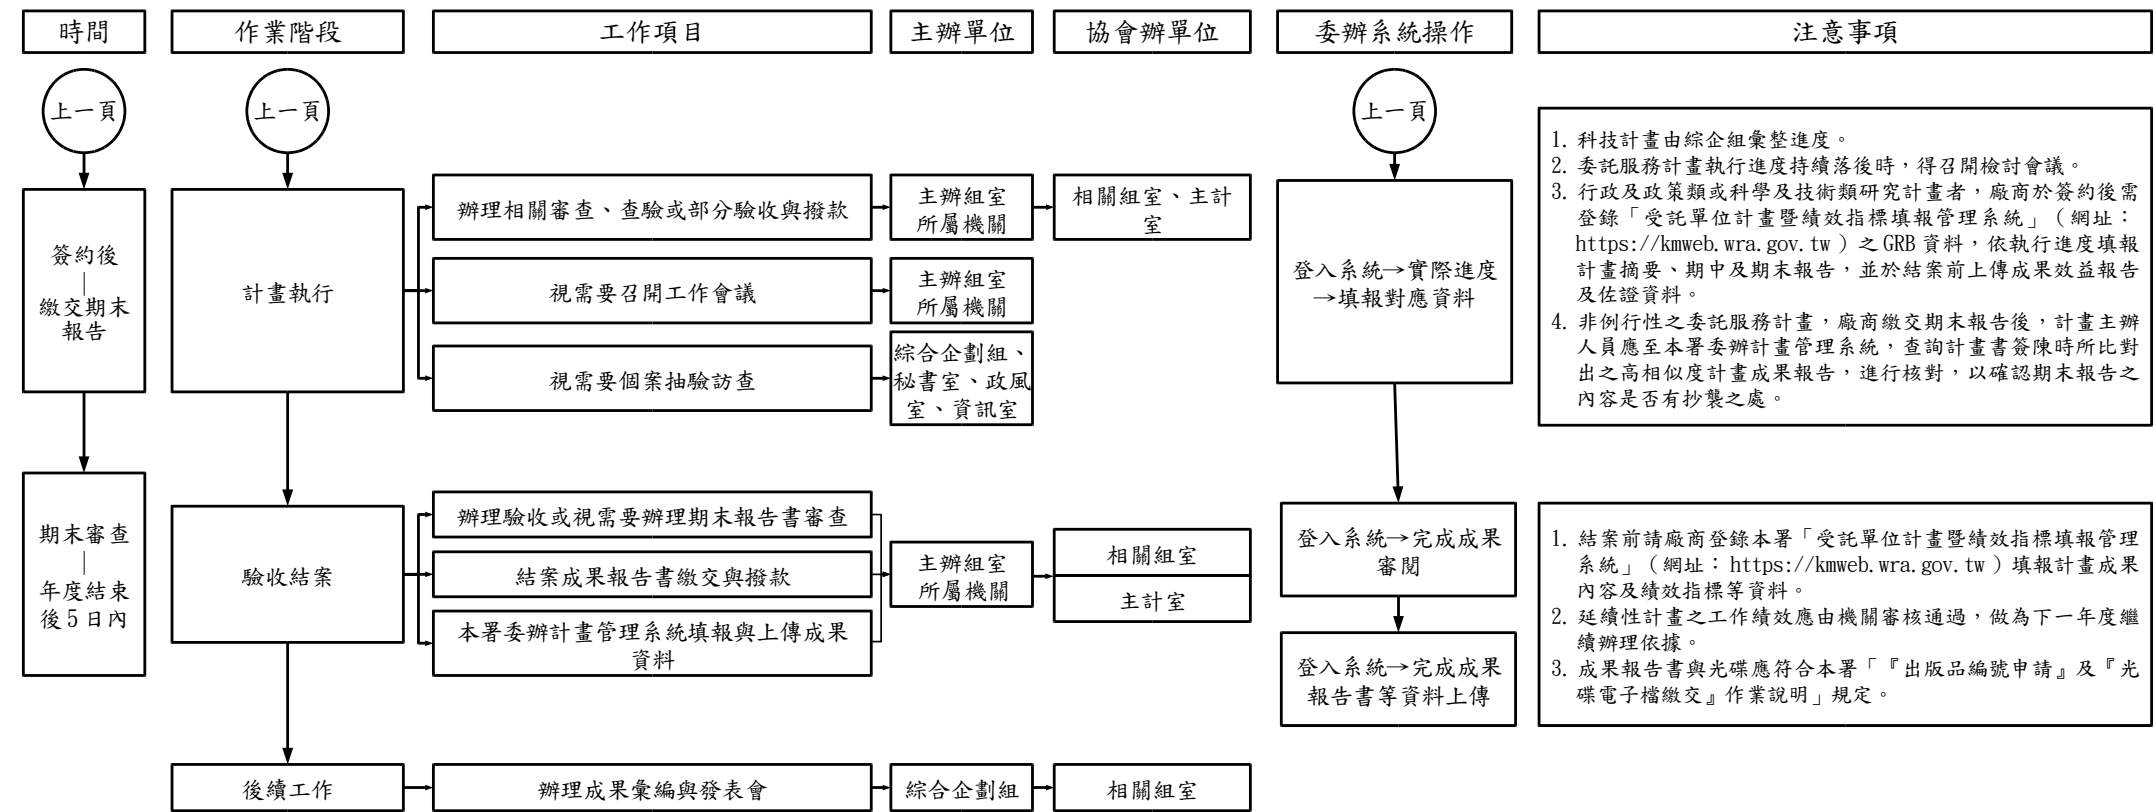 時間
作業階段
工作項目
主辦單位
協會辦單位
委辦系統操作
注意事項
上一頁
上一頁
上一頁
簽約後
|
繳交期末
報告
計畫執行
辦理相關審查、查驗或部分驗收與撥款
主辦組室
所屬機關
相關組室、主計
室
視需要召開工作會議
主辦組室
所屬機關
視需要個案抽驗訪查
綜合企劃組、
秘書室、政風
室、資訊室
登入系統→實際進度
→填報對應資料
1. 科技計畫由綜企組彙整進度。
2. 委託服務計畫執行進度持續落後時，得召開檢討會議。
3. 行政及政策類或科學及技術類研究計畫者，廠商於簽約後需
登錄「受託單位計畫暨績效指標填報管理系統」（網址：
https://kmweb.wra.gov.tw）之GRB資料，依執行進度填報
計畫摘要、期中及期末報告，並於結案前上傳成果效益報告
及佐證資料。
4. 非例行性之委託服務計畫，廠商繳交期末報告後，計畫主辦
人員應至本署委辦計畫管理系統，查詢計畫書簽陳時所比對
出之高相似度計畫成果報告，進行核對，以確認期末報告之
內容是否有抄襲之處。
期末審查
|
年度結束
後5日內
驗收結案
辦理驗收或視需要辦理期末報告書審查
結案成果報告書繳交與撥款
本署委辦計畫管理系統填報與上傳成果
資料
主辦組室
所屬機關
相關組室
主計室
登入系統→完成成果
審閱
登入系統→完成成果
報告書等資料上傳
1. 結案前請廠商登錄本署「受託單位計畫暨績效指標填報管理
系統」（網址：https://kmweb.wra.gov.tw）填報計畫成果
內容及績效指標等資料。
2. 延續性計畫之工作績效應由機關審核通過，做為下一年度繼
續辦理依據。
3. 成果報告書與光碟應符合本署「『出版品編號申請』及『光
碟電子檔繳交』作業說明」規定。
後續工作
辦理成果彙編與發表會
綜合企劃組
相關組室